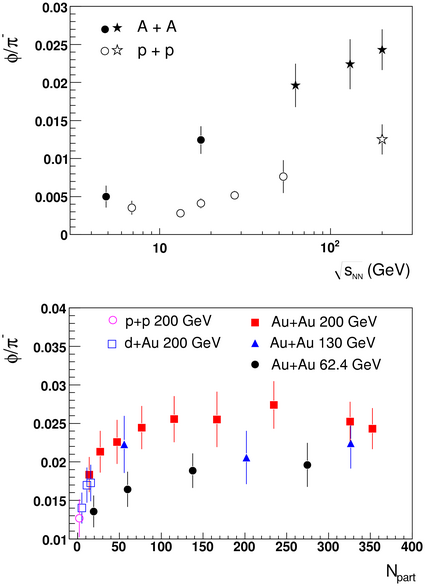 φ/π-
0.03
0.025
0.02
0.015
0.01
0.005
0
A + A
p + p
10
10²
√sNN (GeV)
φ/π-
0.04
0.035
0.03
0.025
0.02
0.015
0.01
p+p 200 GeV
d+Au 200 GeV
Au+Au 200 GeV
Au+Au 130 GeV
Au+Au 62.4 GeV
0 50 100 150 200 250 300 350 400
Npart